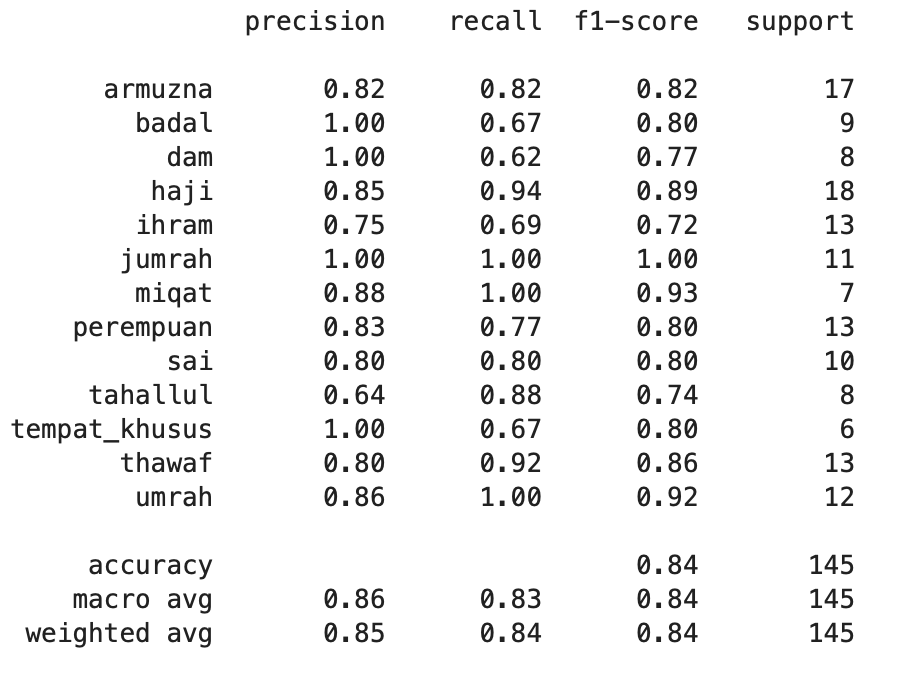 precision recall f1-score support
armuzna 0.82 0.82 0.82 17
badal 1.00 0.67 0.80 9
dam 1.00 0.62 0.77 8
haji 0.85 0.94 0.89 18
ihram 0.75 0.69 0.72 13
jumrah 1.00 1.00 1.00 11
miqat 0.88 1.00 0.93 7
perempuan 0.83 0.77 0.80 13
sai 0.80 0.80 0.80 10
tahallul 0.64 0.88 0.74 8
tempat_khusus 1.00 0.67 0.80 6
thawaf 0.80 0.92 0.86 13
umrah 0.86 1.00 0.92 12
accuracy 0.84 145
macro avg 0.86 0.83 0.84 145
weighted avg 0.85 0.84 0.84 145